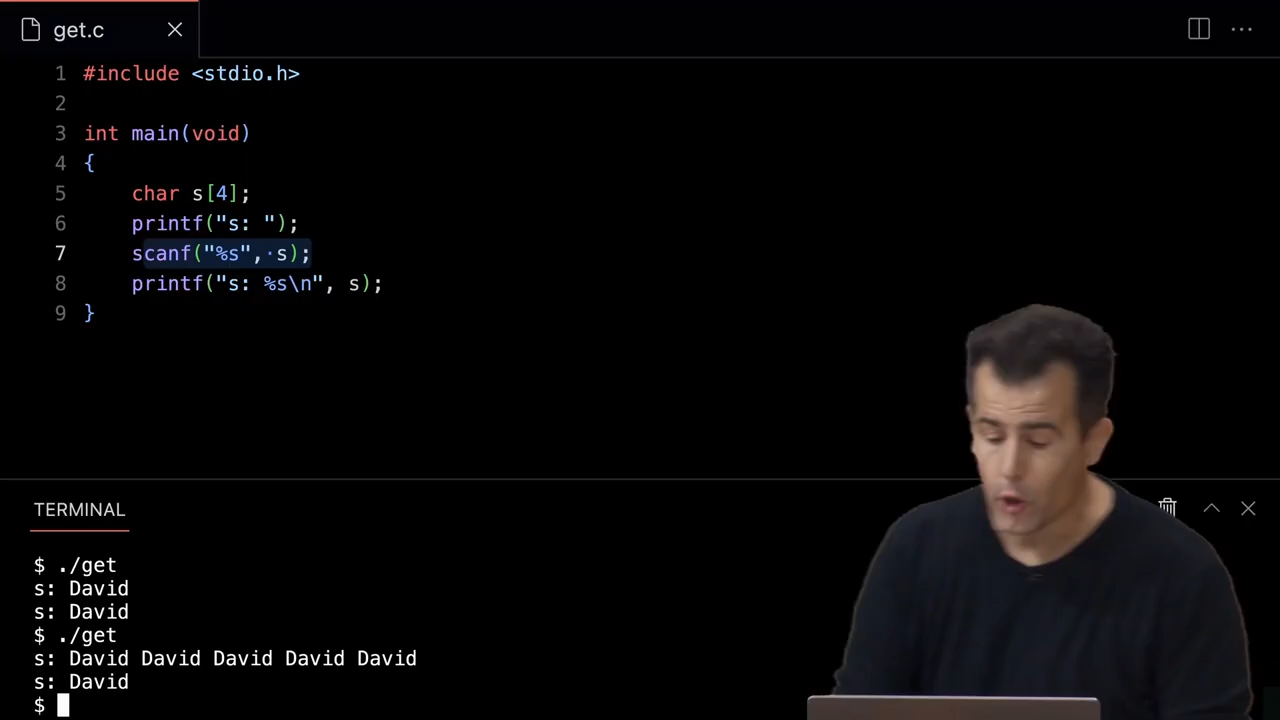 get.c
1 #include <stdio.h>
2
3 int main(void)
4 {
5 char s[4];
6 printf("s: ");
7 scanf("%s",·s);
8 printf("s: %s\n", s);
9 }
TERMINAL
$ ./get
s: David
s: David
$ ./get
s: David David David David David
s: David
$